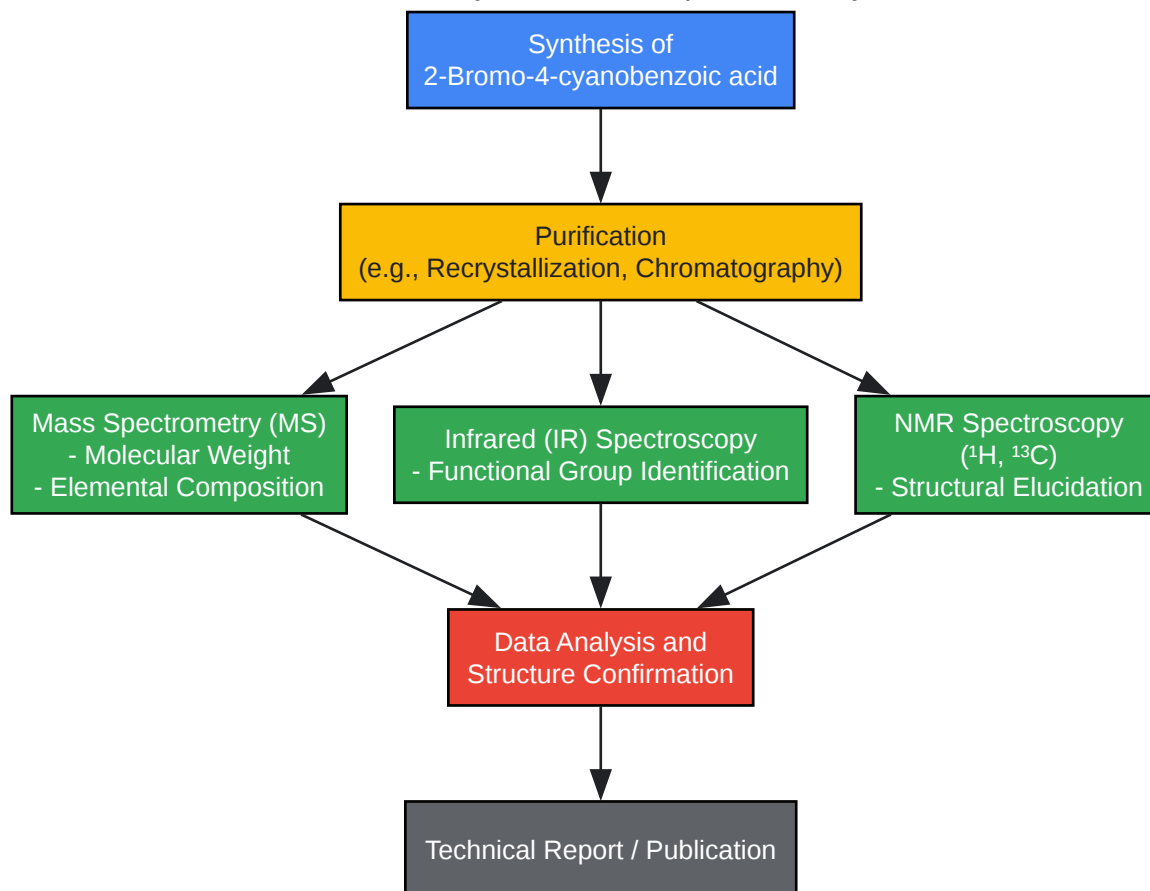 Synthesis of
2-Bromo-4-cyanobenzoic acid
Purification
(e.g., Recrystallization, Chromatography)
Mass Spectrometry (MS)
- Molecular Weight
- Elemental Composition
Infrared (IR) Spectroscopy
- Functional Group Identification
NMR Spectroscopy
(¹H, ¹³C)
- Structural Elucidation
Data Analysis and
Structure Confirmation
Technical Report / Publication